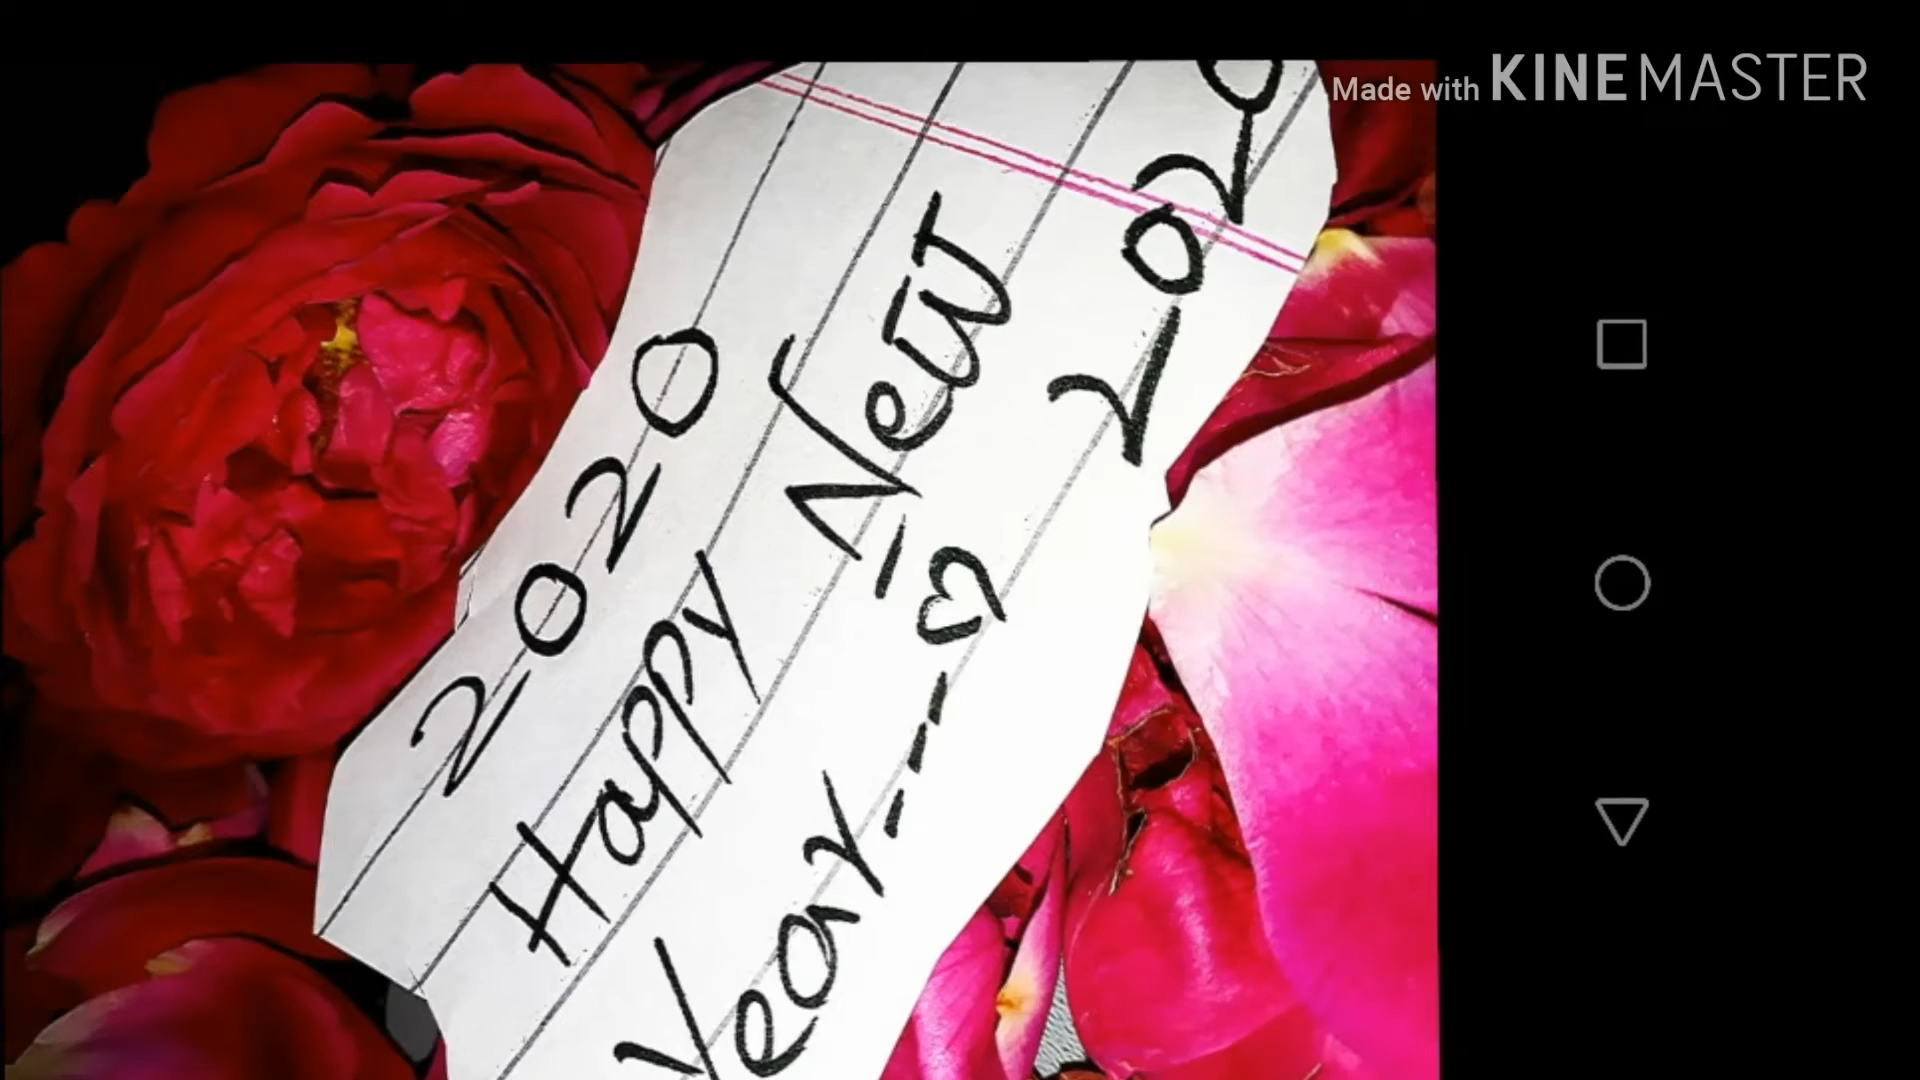 Made with KINEMASTER
2020
Happy New
Year---♡ 2020